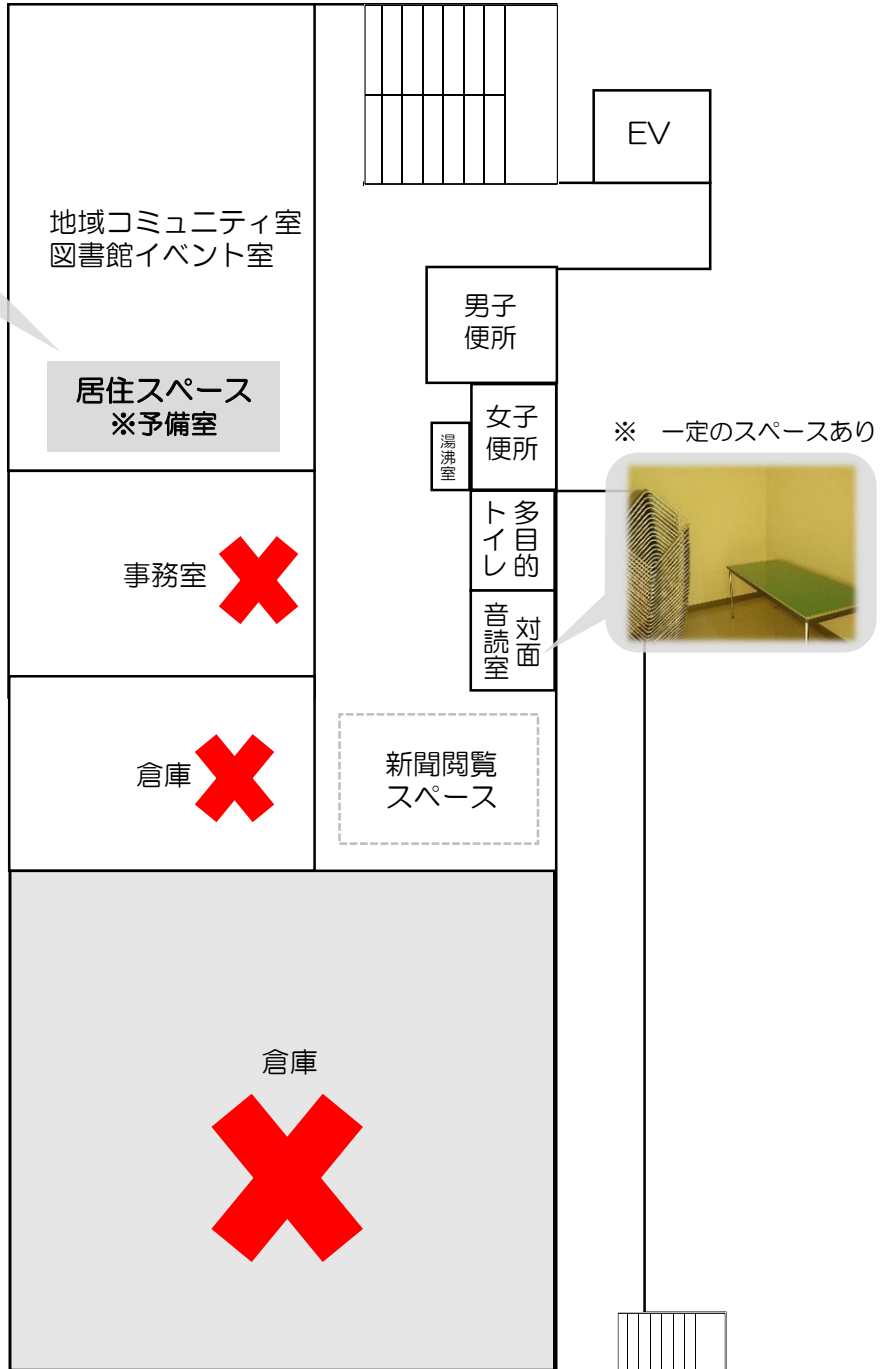 EV
地域コミュニティ室
図書館イベント室
男子
便所
居住スペース
※予備室
女子
便所
湯沸室
※　一定のスペースあり
多目的
トイレ
事務室
対面
音読室
倉庫
新聞閲覧
スペース
倉庫